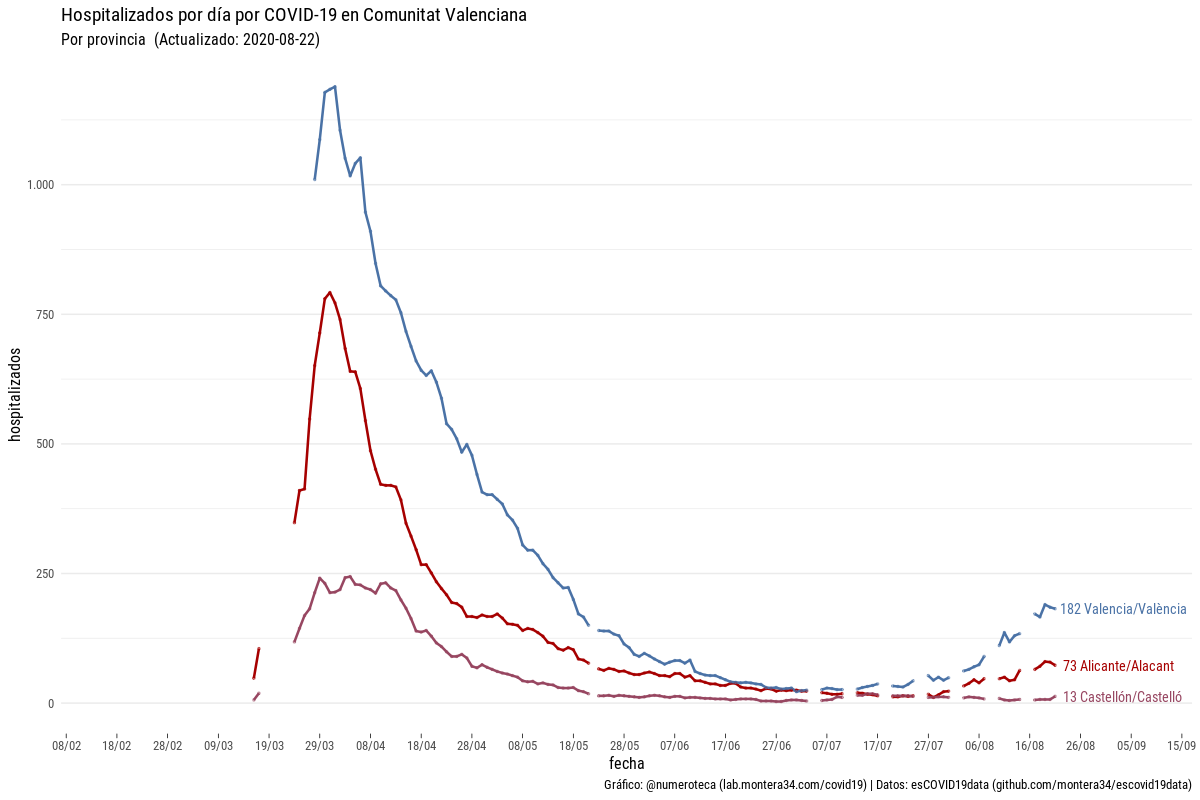 Hospitalizados por día por COVID-19 en Comunitat Valenciana
Por provincia (Actualizado: 2020-08-22)
hospitalizados
1.000
750
500
250
0
182 Valencia/València
73 Alicante/Alacant
13 Castellón/Castelló
08/02 18/02 28/02 09/03 19/03 29/03 08/04 18/04 28/04 08/05 18/05 28/05 07/06 17/06 27/06 07/07 17/07 27/07 06/08 16/08 26/08 05/09 15/09
fecha
Gráfico: @numeroteca (lab.montera34.com/covid19) | Datos: esCOVID19data (github.com/montera34/escovid19data)